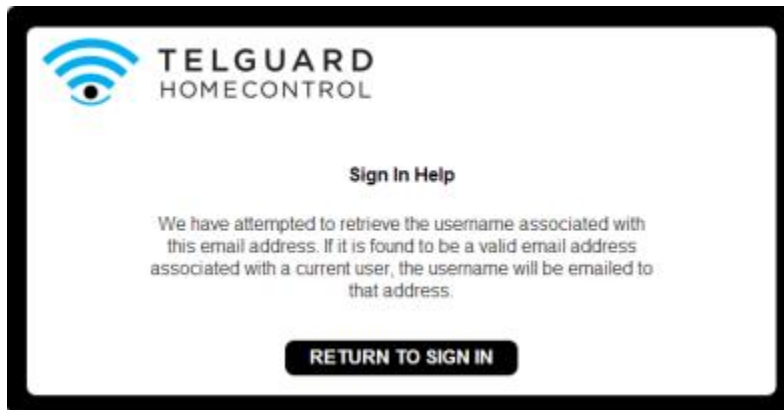 TELGUARD
HOMECONTROL
Sign In Help
We have attempted to retrieve the username associated with
this email address. If it is found to be a valid email address
associated with a current user, the username will be emailed to
that address.
RETURN TO SIGN IN